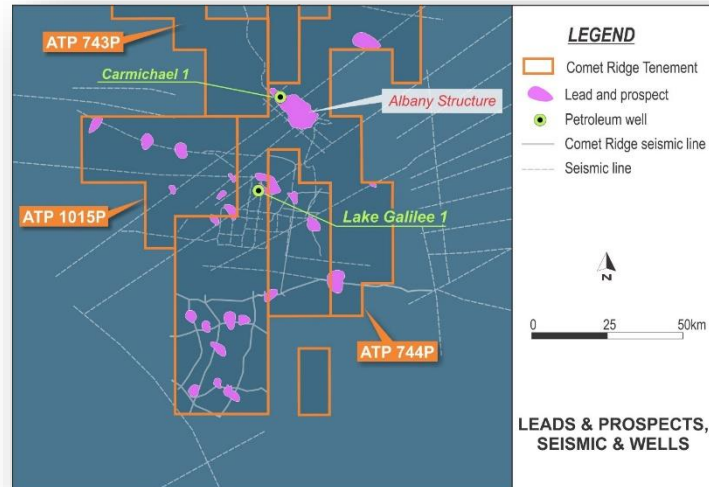 ATP 743P
Carmichael 1
Albany Structure
ATP 1015P
Lake Galilee 1
ATP 744P
LEGEND
Comet Ridge Tenement
Lead and prospect
Petroleum well
Comet Ridge seismic line
Seismic line
N
0 25 50km
LEADS & PROSPECTS,
SEISMIC & WELLS